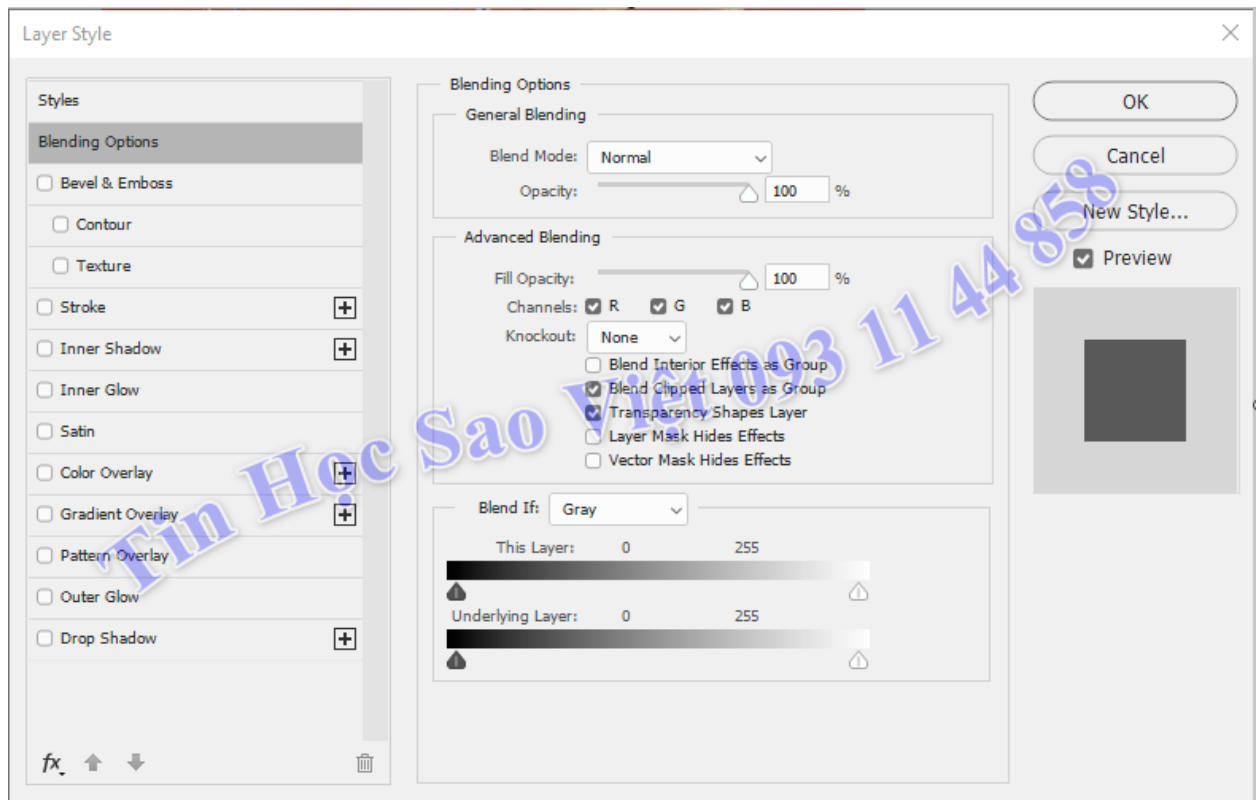 Layer Style
Styles
Blending Options
Bevel & Emboss
Contour
Texture
Stroke
Inner Shadow
Inner Glow
Satin
Color Overlay
Gradient Overlay
Pattern Overlay
Outer Glow
Drop Shadow
fx
Blending Options
General Blending
Blend Mode: Normal
Opacity: 100 %
Advanced Blending
Fill Opacity: 100 %
Channels: R G B
Knockout: None
Blend Interior Effects as Group
Blend Clipped Layers as Group
Transparency Shapes Layer
Layer Mask Hides Effects
Vector Mask Hides Effects
Blend If: Gray
This Layer: 0 255
Underlying Layer: 0 255
OK
Cancel
New Style...
Preview
Tin Học Sao Việt 093 11 44 858